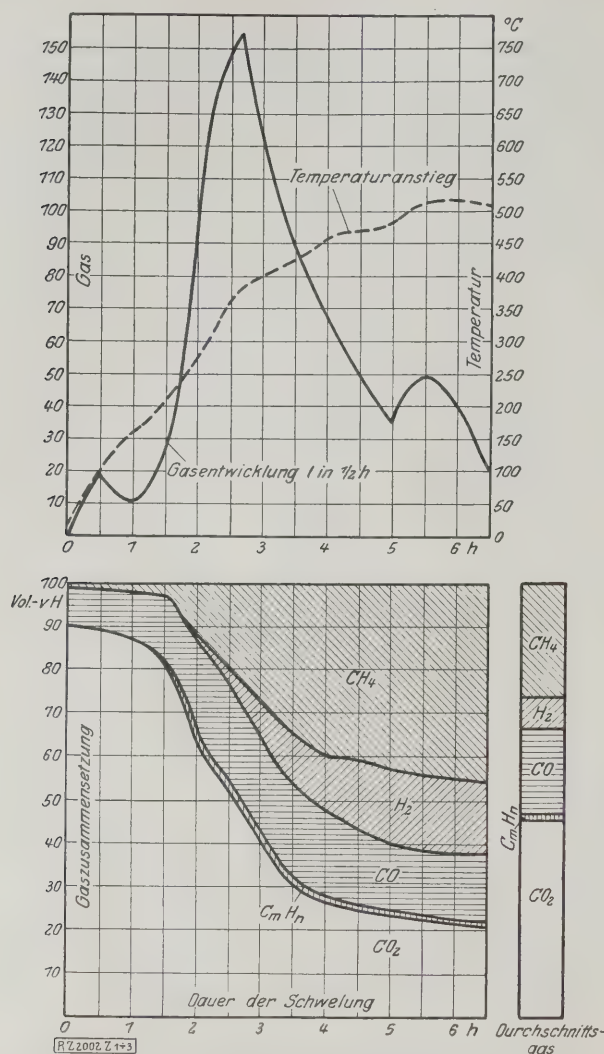 °C
150
140
130
120
110
100
90
80
70
60
50
40
30
20
10
0
Gas
750
700
650
600
550
500
450
400
350
300
250
200
150
100
50
0
Temperatur
Temperaturanstieg
Gasentwicklung l in 1/2 h
0 1 2 3 4 5 6 h
100
Vol.-vH
90
80
70
60
50
40
30
20
10
Gaszusammensetzung
CH4
H2
CO
CmHn
CO2
Dauer der Schwelung
0 1 2 3 4 5 6 h
RZ2002Z1÷3
CH4
H2
CO
CmHn
CO2
Durchschnitts-
gas